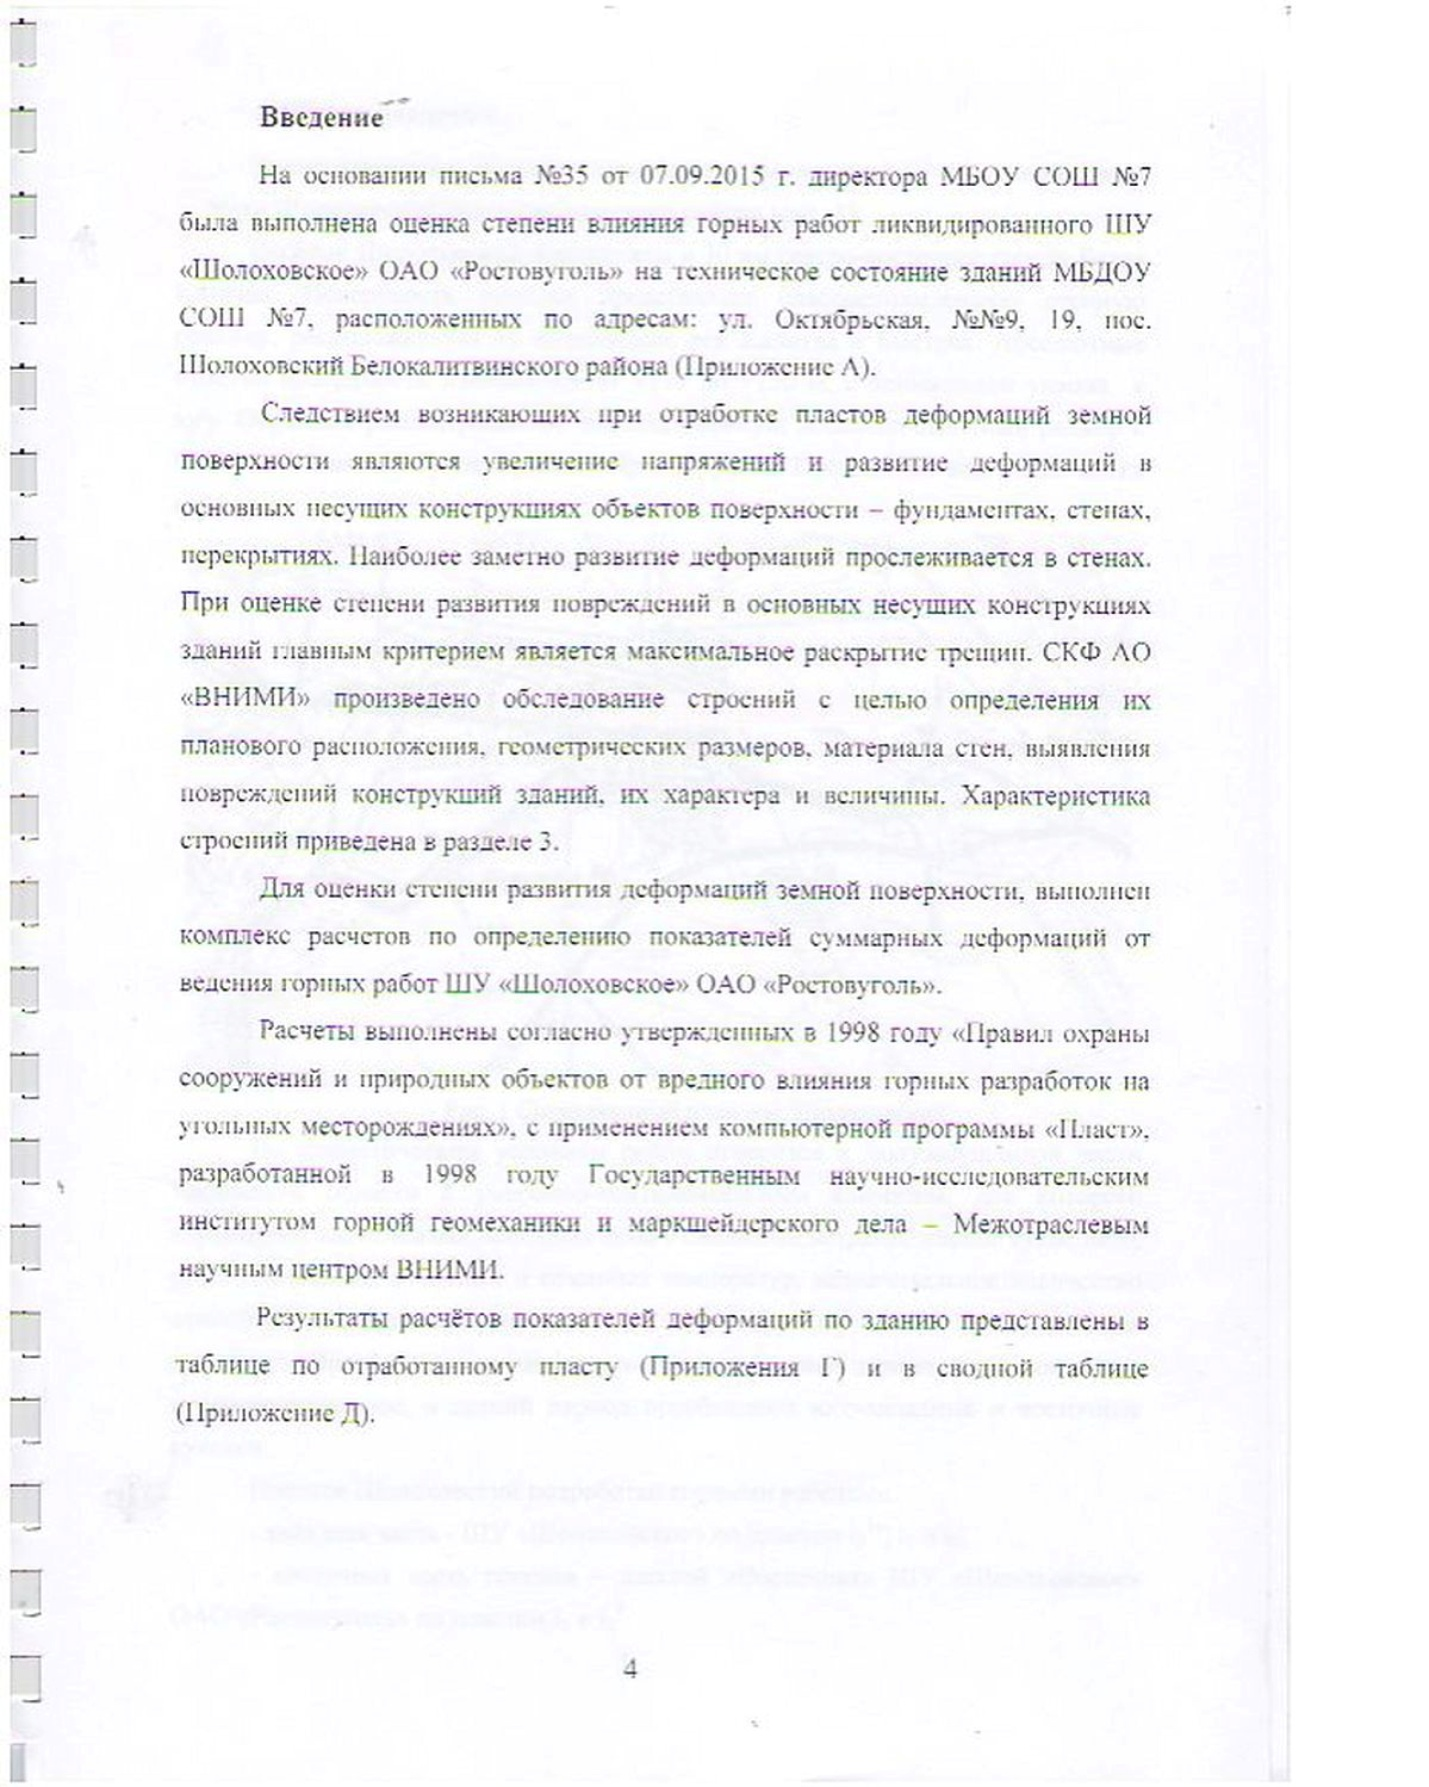 Введение
На основании письма №35 от 07.09.2015 г. директора МБОУ СОШ №7
была выполнена оценка степени влияния горных работ ликвидированного ШУ
«Шолоховское» ОАО «Ростовуголь» на техническое состояние зданий МБДОУ
СОШ №7, расположенных по адресам: ул. Октябрьская, №№9, 19, пос.
Шолоховский Белокалитвинского района (Приложение А).
Следствием возникающих при отработке пластов деформаций земной
поверхности являются увеличение напряжений и развитие деформаций в
основных несущих конструкциях объектов поверхности – фундаментах, стенах,
перекрытиях. Наиболее заметно развитие деформаций прослеживается в стенах.
При оценке степени развития повреждений в основных несущих конструкциях
зданий главным критерием является максимальное раскрытие трещин. СКФ АО
«ВНИМИ» произведено обследование строений с целью определения их
планового расположения, геометрических размеров, материала стен, выявления
повреждений конструкций зданий, их характера и величины. Характеристика
строений приведена в разделе 3.
Для оценки степени развития деформаций земной поверхности, выполнен
комплекс расчетов по определению показателей суммарных деформаций от
ведения горных работ ШУ «Шолоховское» ОАО «Ростовуголь».
Расчеты выполнены согласно утвержденных в 1998 году «Правил охраны
сооружений и природных объектов от вредного влияния горных разработок на
угольных месторождениях», с применением компьютерной программы «Пласт»,
разработанной в 1998 году Государственным научно-исследовательским
институтом горной геомеханики и маркшейдерского дела – Межотраслевым
научным центром ВНИМИ.
Результаты расчётов показателей деформаций по зданию представлены в
таблице по отработанному пласту (Приложения Г) и в сводной таблице
(Приложение Д).
4